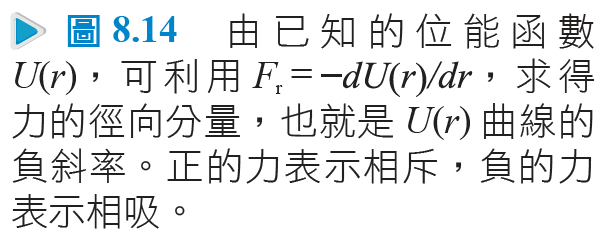 圖 8.14 由已知的位能函數
U(r)，可利用 Fr = −dU(r)/dr，求得
力的徑向分量，也就是 U(r) 曲線的
負斜率。正的力表示相斥，負的力
表示相吸。